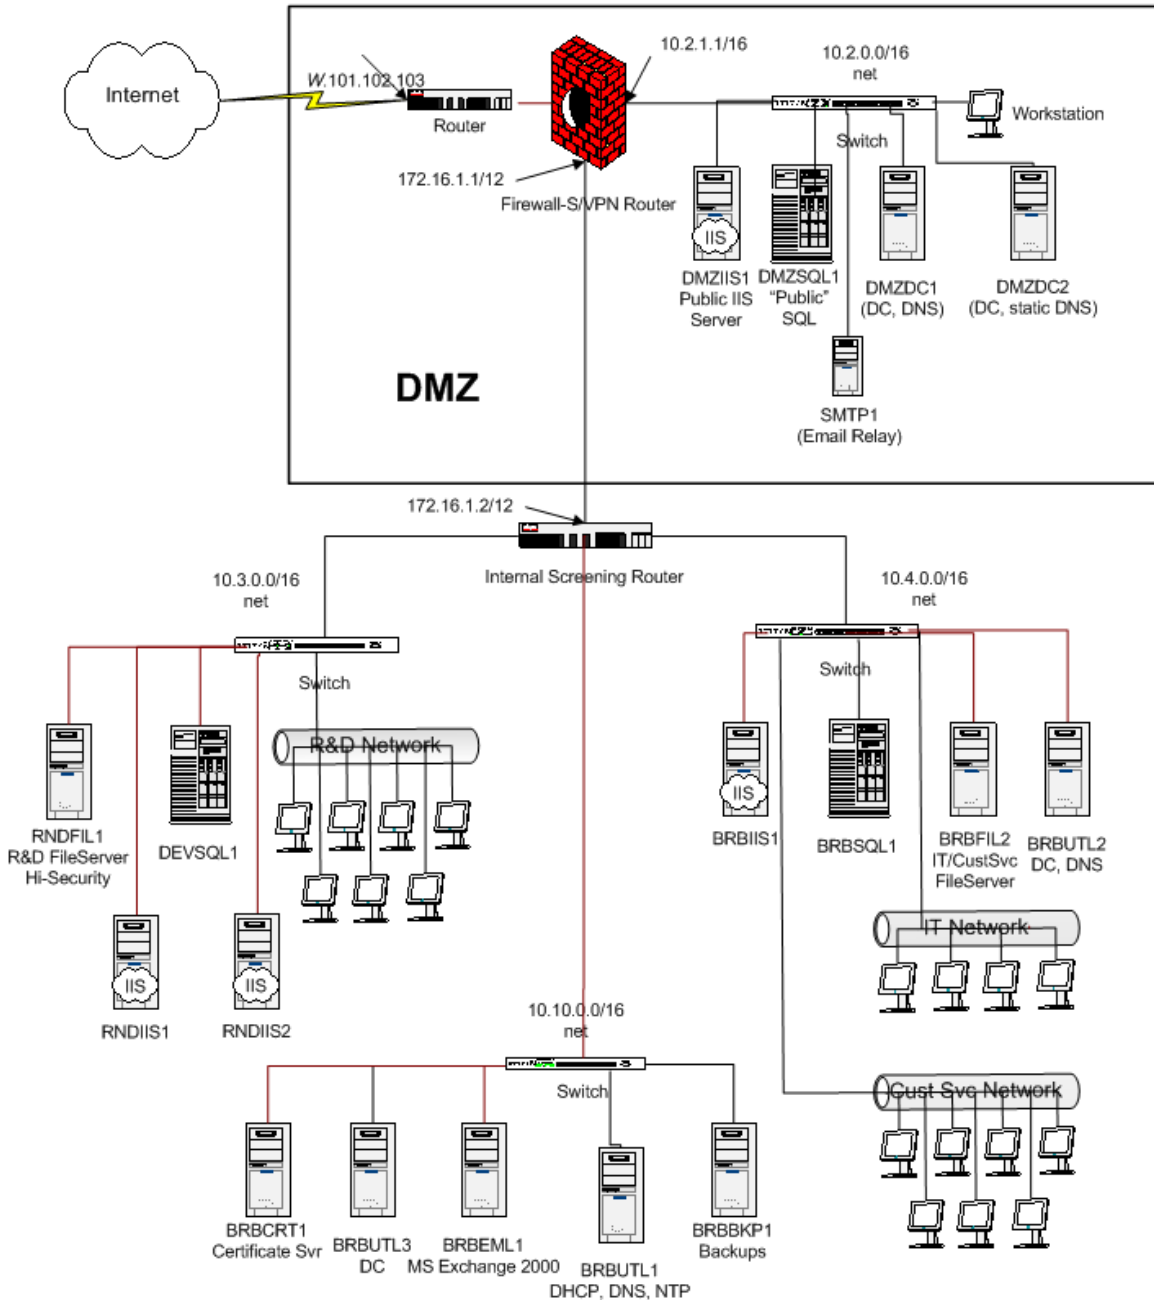 10.2.1.1/16
10.2.0.0/16
net
W.101.102.103
Internet
Router
Workstation
Switch
172.16.1.1/12
Firewall-S/VPN Router
IIS
DMZIIS1
Public IIS
Server
DMZSQL1
“Public”
SQL
DMZDC1
(DC, DNS)
DMZDC2
(DC, static DNS)
DMZ
SMTP1
(Email Relay)
172.16.1.2/12
Internal Screening Router
10.3.0.0/16
net
10.4.0.0/16
net
Switch
Switch
R&D Network
RNDFIL1
R&D FileServer
Hi-Security
DEVSQL1
IIS
BRBIIS1
BRBSQL1
BRBFIL2
IT/CustSvc
FileServer
BRBUTL2
DC, DNS
IT Network
IIS
RNDIIS1
IIS
RNDIIS2
10.10.0.0/16
net
Switch
Cust Svc Network
BRBCRT1
Certificate Svr
BRBUTL3
DC
BRBEML1
MS Exchange 2000
BRBUTL1
DHCP, DNS, NTP
BRBBKP1
Backups